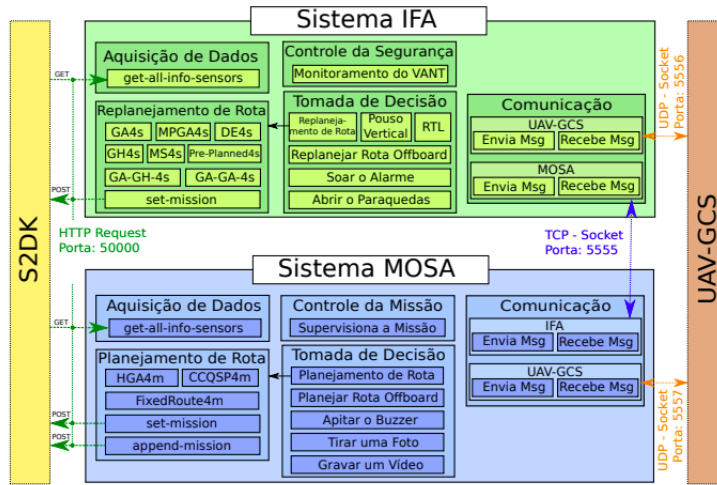 Sistema IFA
Aquisição de Dados
get-all-info-sensors
Controle da Segurança
Monitoramento do VANT
Replanejamento de Rota
GA4s
MPGA4s
DE4s
GH4s
MS4s
Pre-Planned4s
GA-GH-4s
GA-GA-4s
set-mission
Tomada de Decisão
Replaneja-
mento de Rota
Pouso
Vertical
RTL
Replanejar Rota Offboard
Soar o Alarme
Abrir o Paraquedas
Comunicação
UAV-GCS
Envia Msg
Recebe Msg
MOSA
Envia Msg
Recebe Msg
GET
POST
S2DK
HTTP Request
Porta: 50000
TCP - Socket
Porta: 5555
UDP - Socket
Porta: 5556
UAV-GCS
Sistema MOSA
Aquisição de Dados
get-all-info-sensors
Controle da Missão
Supervisiona a Missão
Planejamento de Rota
HGA4m
CCQSP4m
FixedRoute4m
set-mission
append-mission
Tomada de Decisão
Planejamento de Rota
Planejar Rota Offboard
Apitar o Buzzer
Tirar uma Foto
Gravar um Vídeo
Comunicação
IFA
Envia Msg
Recebe Msg
UAV-GCS
Envia Msg
Recebe Msg
GET
POST
POST
UDP - Socket
Porta: 5557